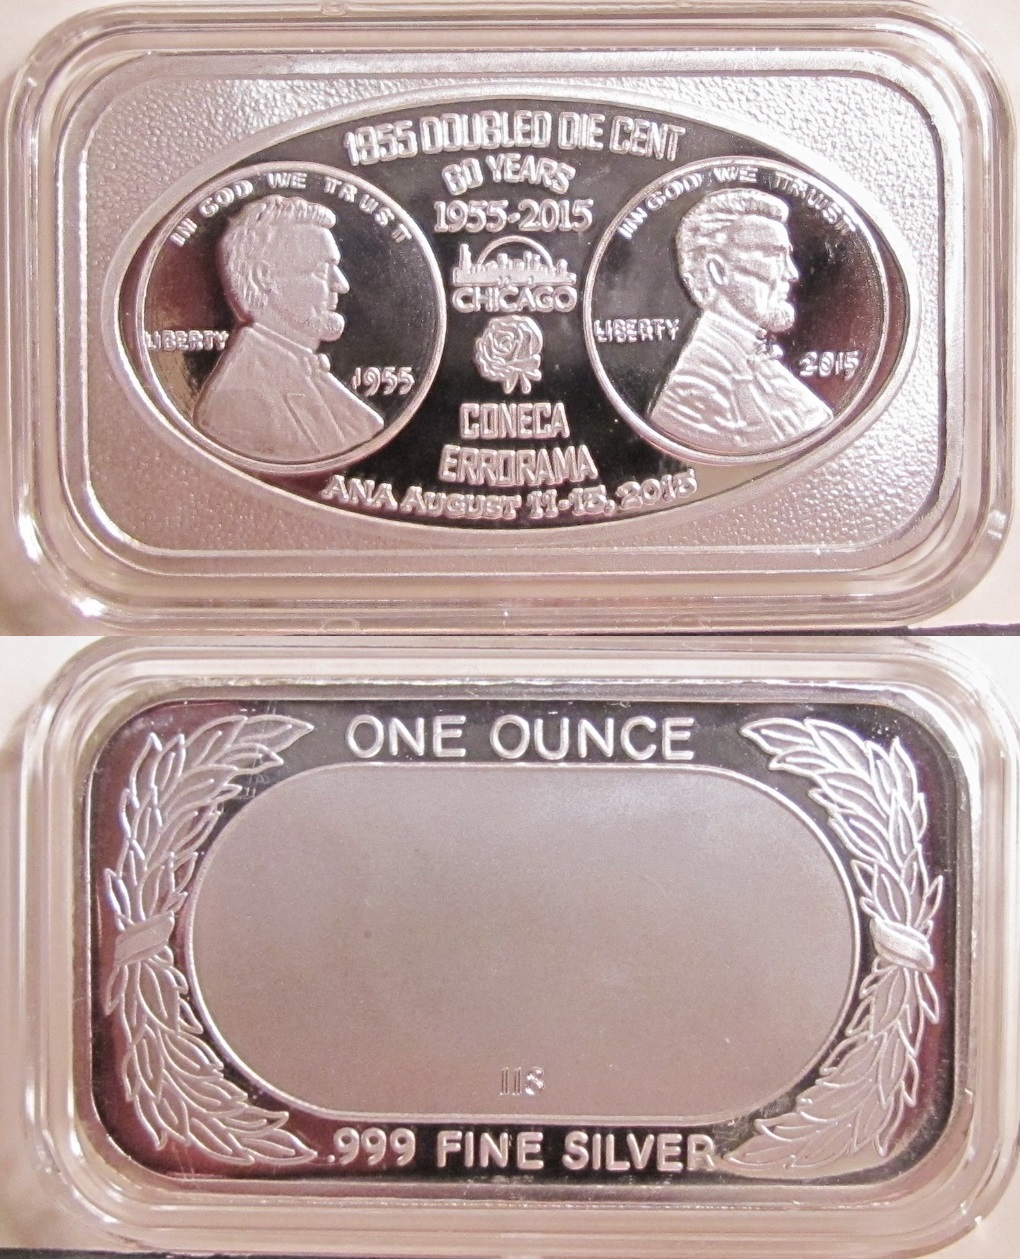 1955 DOUBLED DIE CENT
60 YEARS
1955-2015
CHICAGO
CONECA
ERRORAMA
ANA AUGUST 11-15, 2015
IN GOD WE TRUST
LIBERTY
1955
IN GOD WE TRUST
LIBERTY
2015
ONE OUNCE
118
.999 FINE SILVER